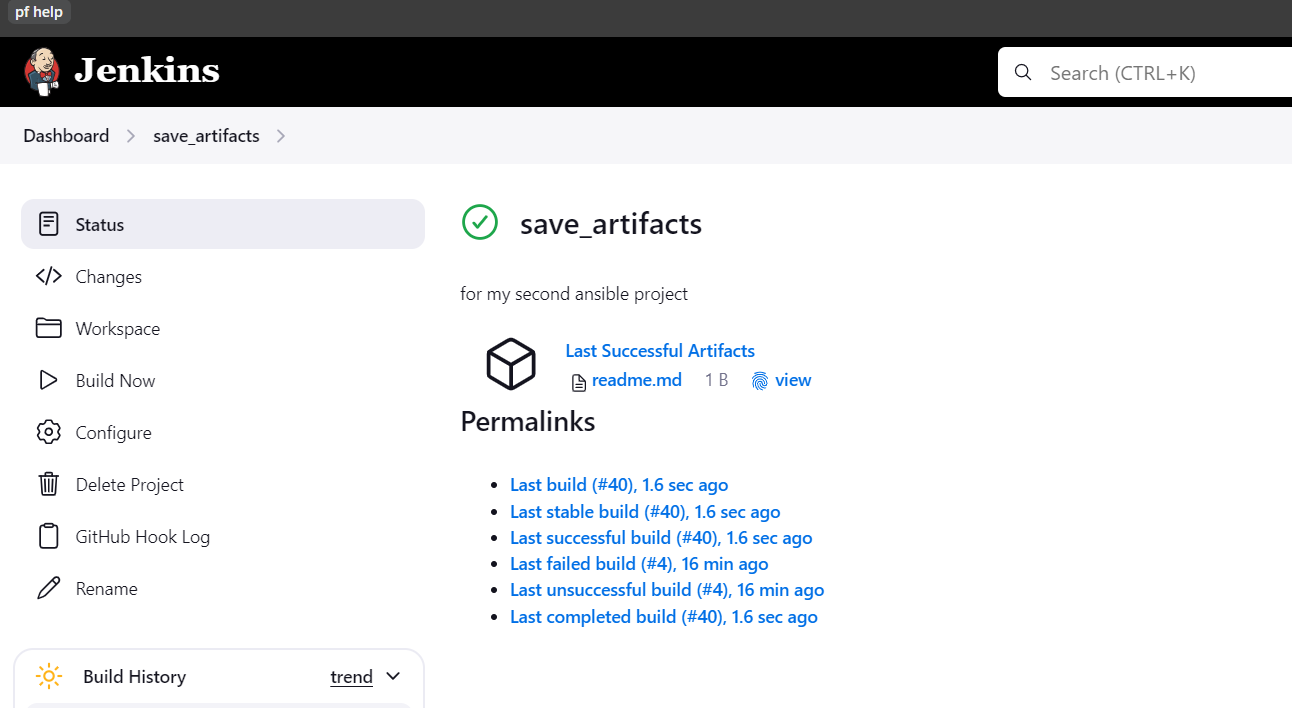 pf help
Jenkins
Search (CTRL+K)
Dashboard
save_artifacts
Status
Changes
Workspace
Build Now
Configure
Delete Project
GitHub Hook Log
Rename
Build History
trend
save_artifacts
for my second ansible project
Last Successful Artifacts
readme.md 1 B view
Permalinks
Last build (#40), 1.6 sec ago
Last stable build (#40), 1.6 sec ago
Last successful build (#40), 1.6 sec ago
Last failed build (#4), 16 min ago
Last unsuccessful build (#4), 16 min ago
Last completed build (#40), 1.6 sec ago